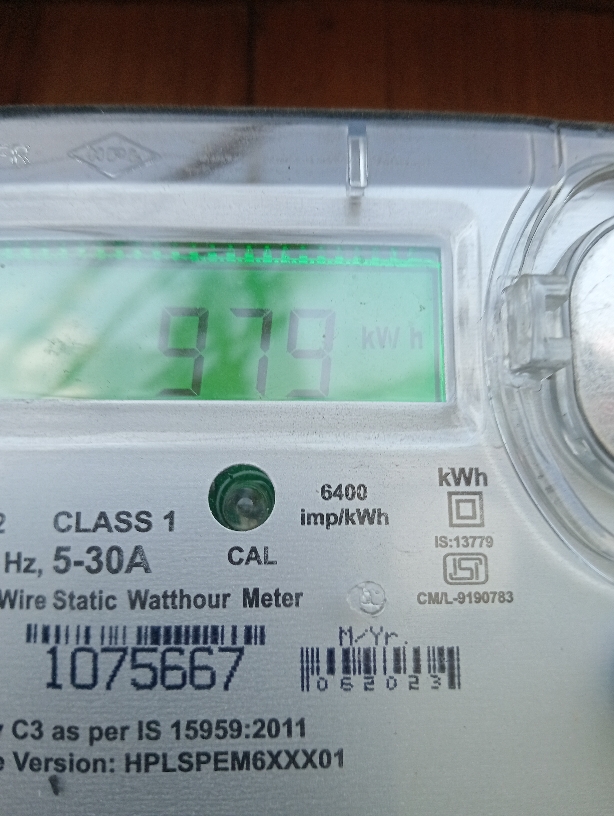 979 kWh
6400
imp/kWh
kWh
2 CLASS 1
IS:13779
Hz, 5-30A
CAL
CM/L-9190783
Wire Static Watthour Meter
M/Yr.
1075667
062023
C3 as per IS 15959:2011
Version: HPLSPEM6XXX01